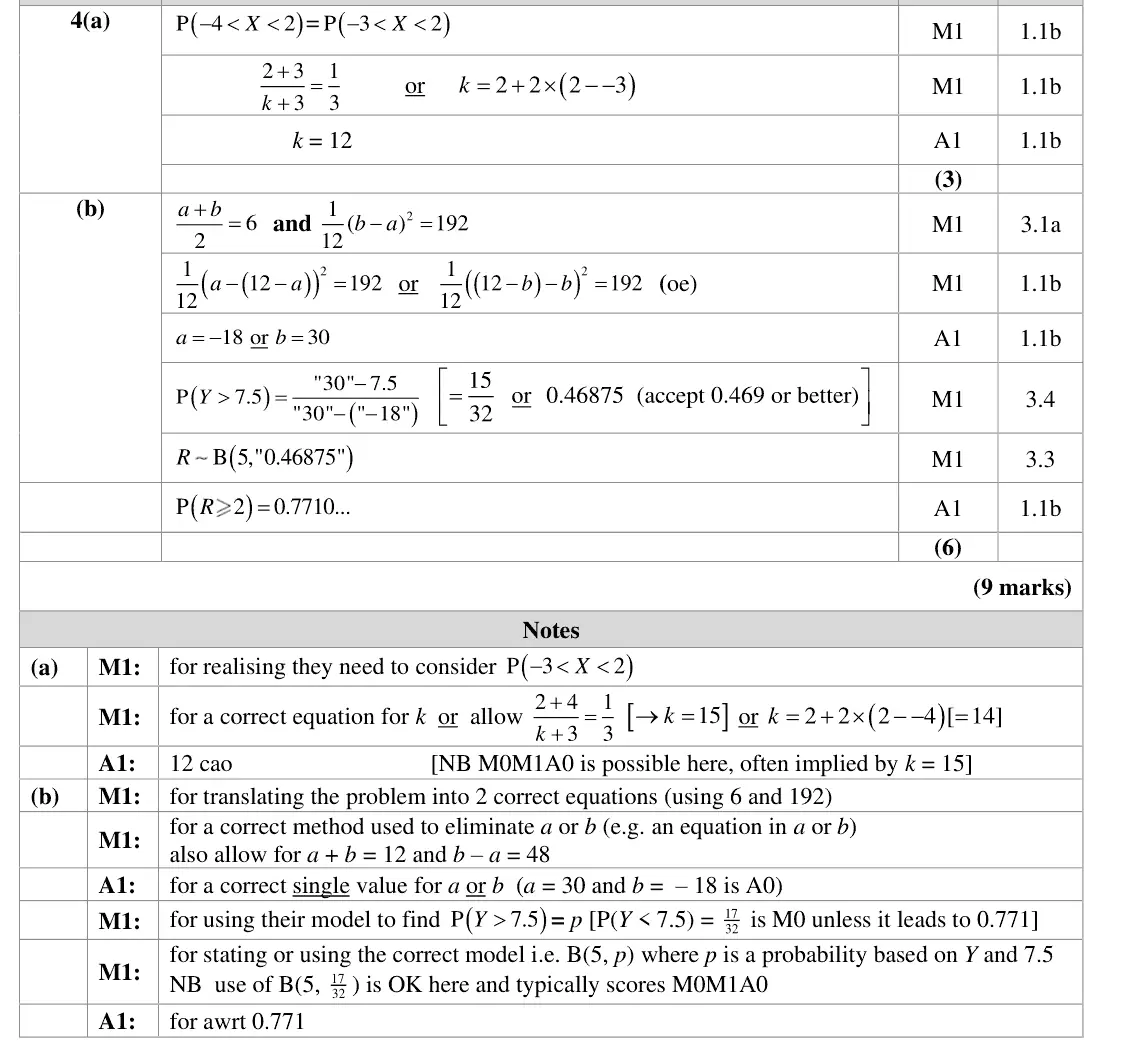 4(a) P(−4 < X < 2) = P(−3 < X < 2) M1 1.1b
(2+3)/(k+3) = 1/3 or k = 2 + 2×(2 − −3) M1 1.1b
k = 12 A1 1.1b
(3)
(b) (a+b)/2 = 6 and 1/12 (b − a)² = 192 M1 3.1a
1/12 (a − (12 − a))² = 192 or 1/12 ((12 − b) − b)² = 192 (oe) M1 1.1b
a = −18 or b = 30 A1 1.1b
P(Y > 7.5) = ("30" − 7.5)/("30" − ("−18")) [= 15/32 or 0.46875 (accept 0.469 or better)] M1 3.4
R ~ B(5,"0.46875") M1 3.3
P(R ⩾ 2) = 0.7710... A1 1.1b
(6)
(9 marks)
Notes
(a) M1: for realising they need to consider P(−3 < X < 2)
M1: for a correct equation for k or allow (2+4)/(k+3) = 1/3 [→ k = 15] or k = 2 + 2×(2 − −4)[= 14]
A1: 12 cao [NB M0M1A0 is possible here, often implied by k = 15]
(b) M1: for translating the problem into 2 correct equations (using 6 and 192)
M1: for a correct method used to eliminate a or b (e.g. an equation in a or b)
also allow for a + b = 12 and b – a = 48
A1: for a correct single value for a or b (a = 30 and b = – 18 is A0)
M1: for using their model to find P(Y > 7.5) = p [P(Y < 7.5) = 17/32 is M0 unless it leads to 0.771]
M1: for stating or using the correct model i.e. B(5, p) where p is a probability based on Y and 7.5
NB use of B(5, 17/32 ) is OK here and typically scores M0M1A0
A1: for awrt 0.771